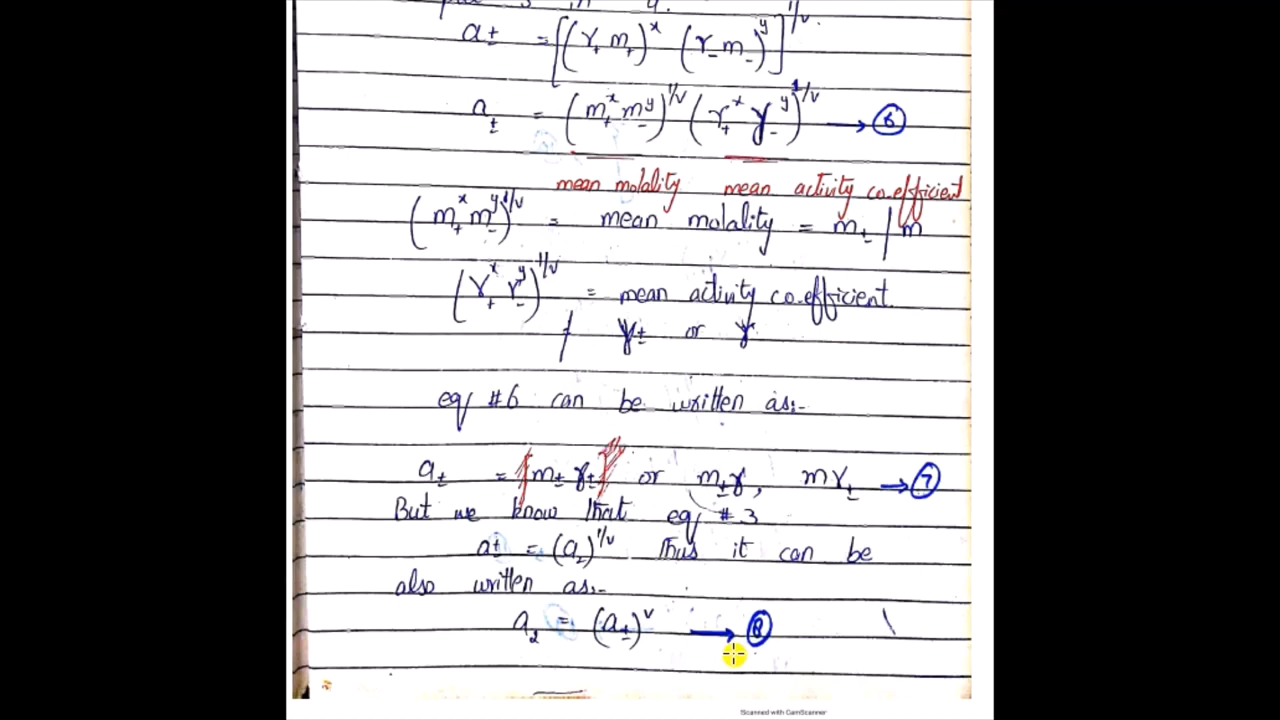 a± = [(γ₊ m₊)ˣ (γ₋ m₋)ʸ]^1/v.
a± = (m₊ˣ m₋ʸ)^1/v (γ₊ˣ γ₋ʸ)^1/v → ⑥
mean molality mean activity co.efficient
(m₊ˣ m₋ʸ)^1/v = mean molality = m± / m
(γ₊ˣ γ₋ʸ)^1/v = mean activity co.efficient
/ γ± or γ
eq #6 can be written as:-
a± = m± γ± or m±γ, mγ± → ⑦
But we know that eq # 3
a± = (a₂)^1/v Thus it can be
also written as:-
a₂ = (a±)^v → ⑧
Scanned with CamScanner